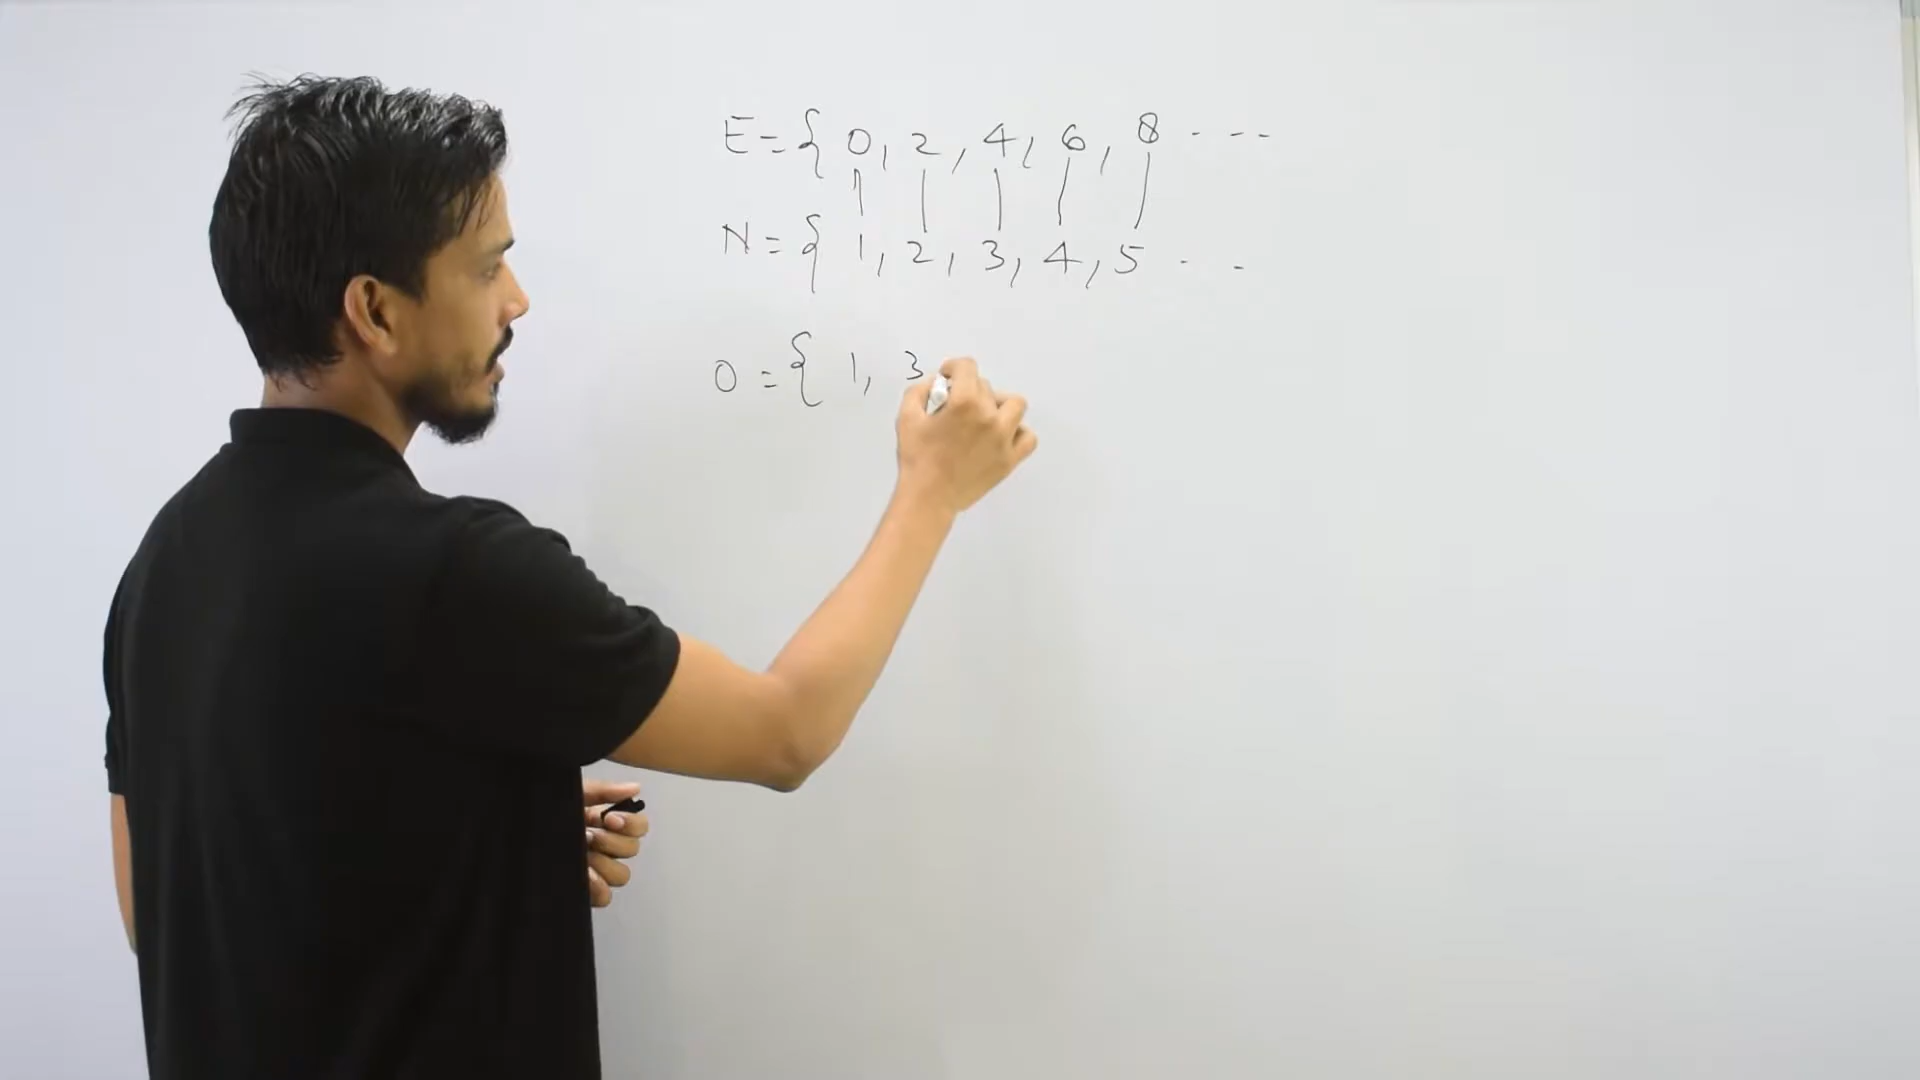 E={ 0, 2, 4, 6, 8 . - -
N={ 1, 2, 3, 4, 5 . .
O={ 1, 3